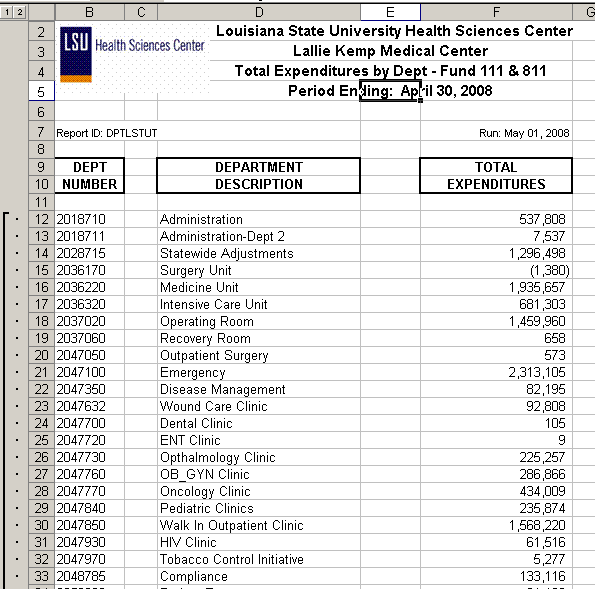 1 2 B C D E F G
2 LSU Health Sciences Center Louisiana State University Health Sciences Center
3 Lallie Kemp Medical Center
4 Total Expenditures by Dept - Fund 111 & 811
5 Period Ending: April 30, 2008
6
7 Report ID: DPTLSTUT Run: May 01, 2008
8
9 DEPT DEPARTMENT TOTAL
10 NUMBER DESCRIPTION EXPENDITURES
11
12 2018710 Administration 537,808
13 2018711 Administration-Dept 2 7,537
14 2028715 Statewide Adjustments 1,296,498
15 2036170 Surgery Unit (1,380)
16 2036220 Medicine Unit 1,935,657
17 2036320 Intensive Care Unit 681,303
18 2037020 Operating Room 1,459,960
19 2037060 Recovery Room 658
20 2047050 Outpatient Surgery 573
21 2047100 Emergency 2,313,105
22 2047350 Disease Management 82,195
23 2047632 Wound Care Clinic 92,808
24 2047700 Dental Clinic 105
25 2047720 ENT Clinic 9
26 2047730 Opthalmology Clinic 225,257
27 2047760 OB_GYN Clinic 286,866
28 2047770 Oncology Clinic 434,009
29 2047840 Pediatric Clinics 235,874
30 2047850 Walk In Outpatient Clinic 1,568,220
31 2047930 HIV Clinic 61,516
32 2047970 Tobacco Control Initiative 5,277
33 2048785 Compliance 133,116